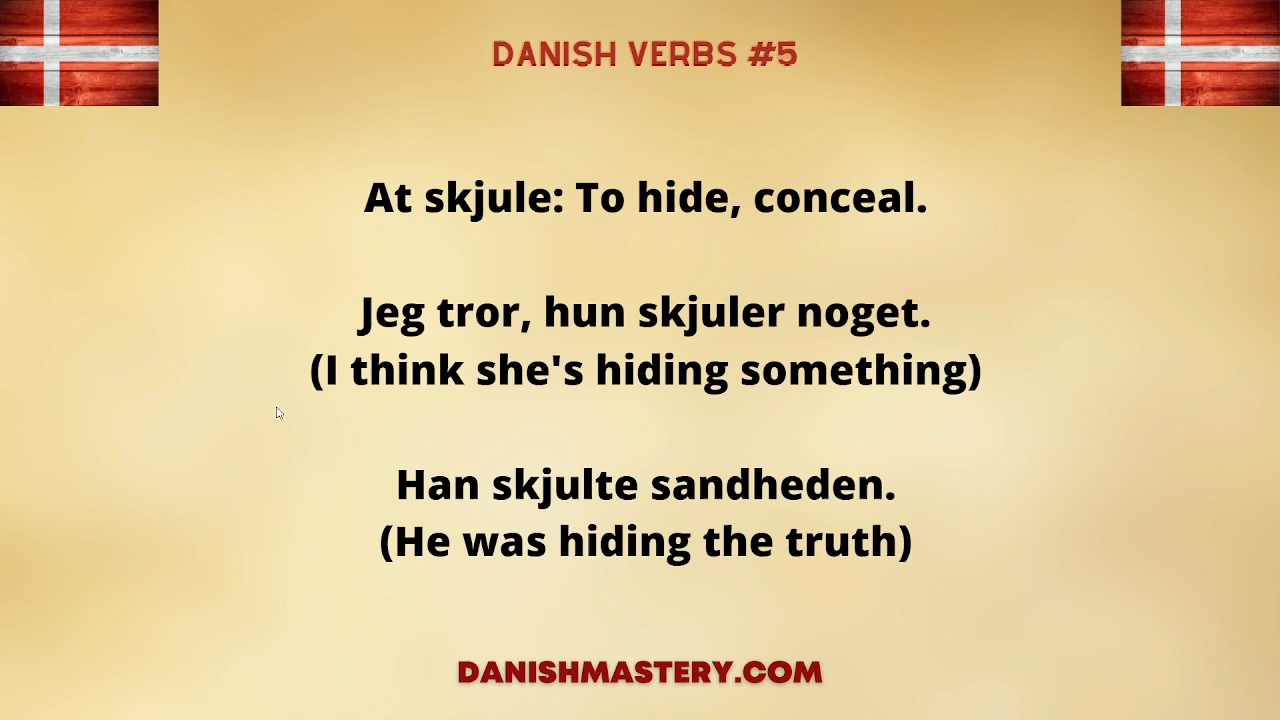 DANISH VERBS #5
At skjule: To hide, conceal.
Jeg tror, hun skjuler noget.
(I think she's hiding something)
Han skjulte sandheden.
(He was hiding the truth)
DANISHMASTERY.COM